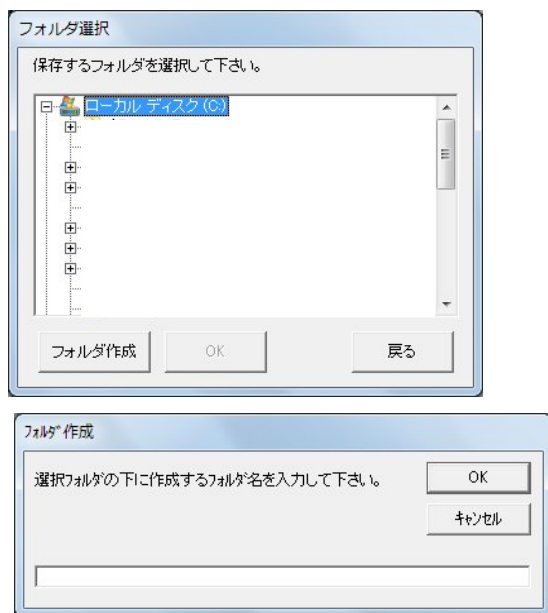 フォルダ選択
保存するフォルダを選択して下さい。
ローカル ディスク (C:)
フォルダ作成
OK
戻る
フォルダ作成
選択フォルダの下に作成するフォルダ名を入力して下さい。
OK
キャンセル